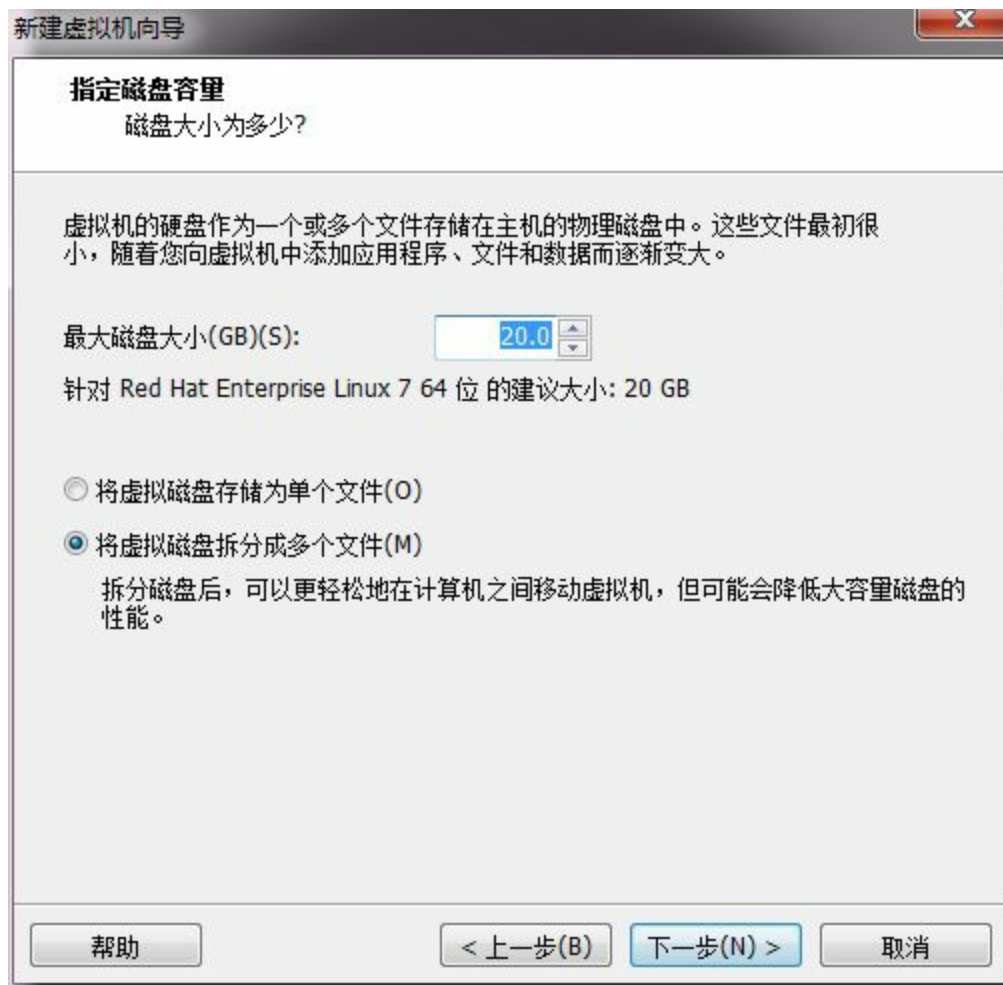 新建虚拟机向导
指定磁盘容量
磁盘大小为多少?
虚拟机的硬盘作为一个或多个文件存储在主机的物理磁盘中。这些文件最初很
小，随着您向虚拟机中添加应用程序、文件和数据而逐渐变大。
最大磁盘大小(GB)(S): 20.0
针对 Red Hat Enterprise Linux 7 64 位 的建议大小: 20 GB
将虚拟磁盘存储为单个文件(O)
将虚拟磁盘拆分成多个文件(M)
拆分磁盘后，可以更轻松地在计算机之间移动虚拟机，但可能会降低大容量磁盘的
性能。
帮助 < 上一步(B) 下一步(N) > 取消